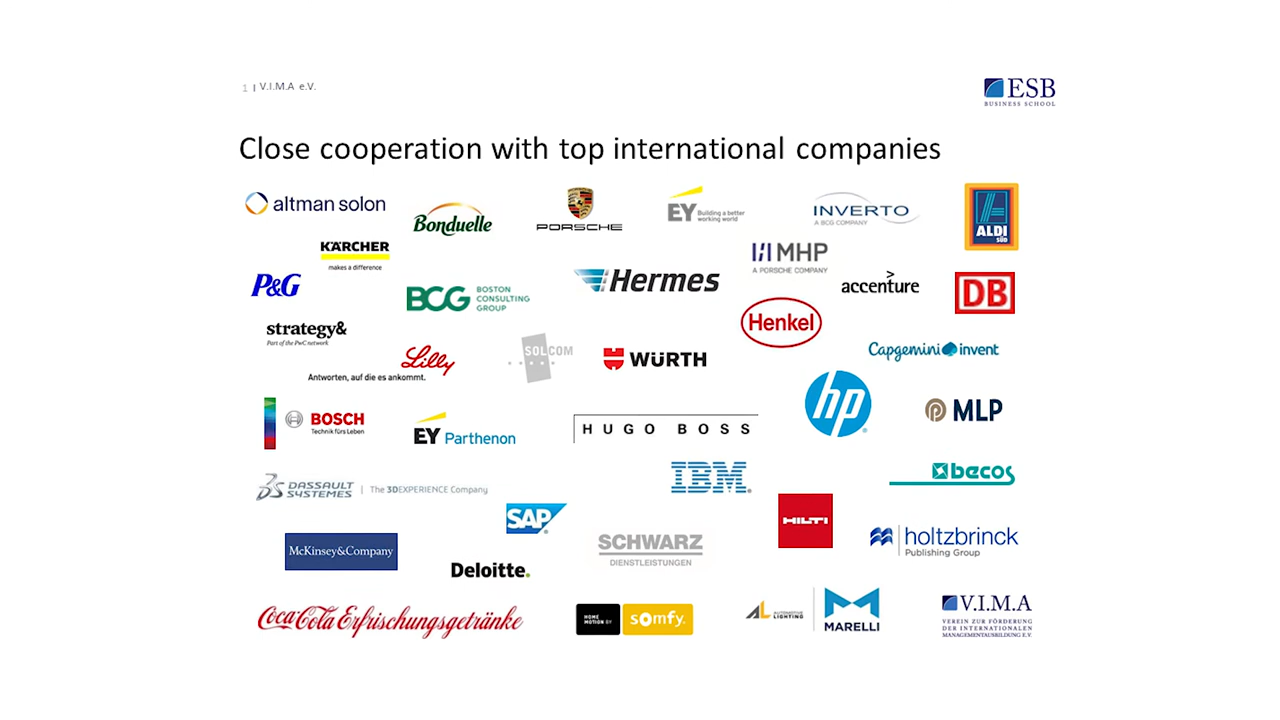 1 | V.I.M.A e.V.
ESB
BUSINESS SCHOOL
Close cooperation with top international companies
altman solon
Bonduelle
PORSCHE
EY Building a better
working world
INVERTO
A BCG COMPANY
ALDI
SÜD
KÄRCHER
makes a difference
MHP
A PORSCHE COMPANY
P&G
BCG BOSTON
CONSULTING
GROUP
Hermes
accenture
DB
strategy&
Part of the PwC network
Henkel
Lilly
Antworten, auf die es ankommt.
SOLCOM
WÜRTH
Capgemini invent
BOSCH
Technik fürs Leben
EY Parthenon
HUGO BOSS
hp
MLP
DASSAULT
SYSTEMES | The 3DEXPERIENCE Company
IBM
becos
SAP
HILTI
McKinsey&Company
SCHWARZ
DIENSTLEISTUNGEN
holtzbrinck
Publishing Group
Deloitte.
Coca-Cola Erfrischungsgetränke
HOME
MOTION BY
somfy.
AL AUTOMOTIVE
LIGHTING
MARELLI
V.I.M.A
VEREIN ZUR FÖRDERUNG
DER INTERNATIONALEN
MANAGEMENTAUSBILDUNG E.V.